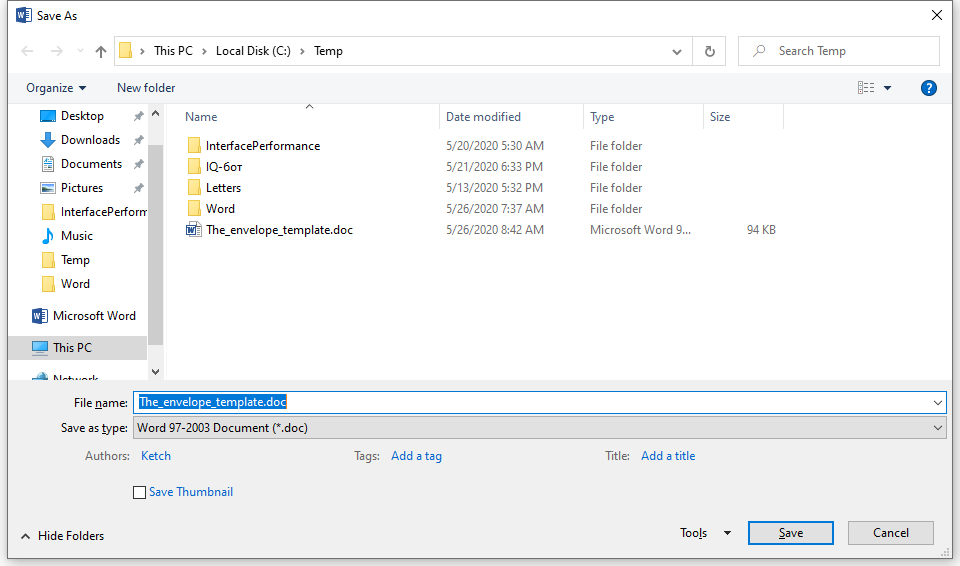 Save As
This PC > Local Disk (C:) > Temp
Search Temp
Organize New folder
Name Date modified Type Size
Desktop
Downloads
Documents
Pictures
InterfacePerform
Music
Temp
Word
Microsoft Word
This PC
Network
InterfacePerformance 5/20/2020 5:30 AM File folder
IQ-бот 5/21/2020 6:33 PM File folder
Letters 5/13/2020 5:32 PM File folder
Word 5/26/2020 7:37 AM File folder
The_envelope_template.doc 5/26/2020 8:42 AM Microsoft Word 9... 94 KB
File name: The_envelope_template.doc
Save as type: Word 97-2003 Document (*.doc)
Authors: Ketch Tags: Add a tag Title: Add a title
Save Thumbnail
Hide Folders Tools Save Cancel